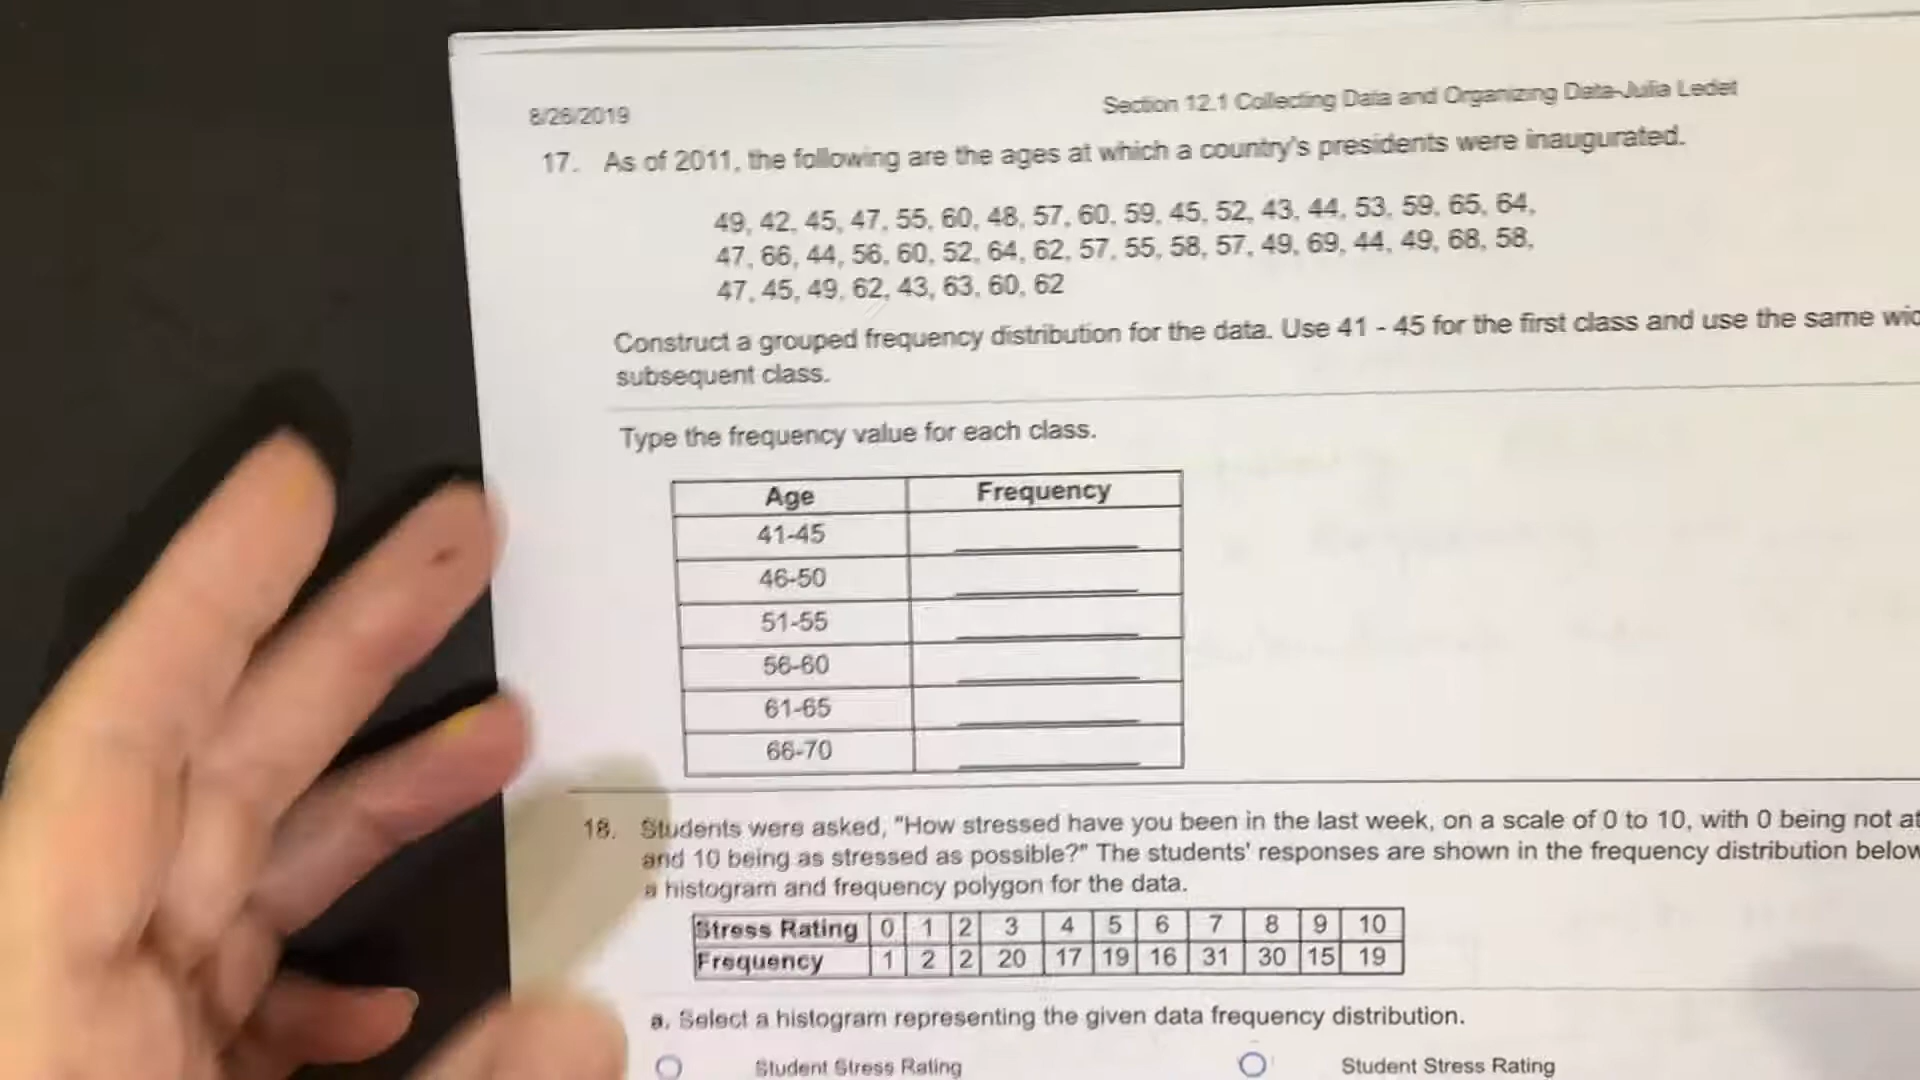 8/26/2019
Section 12.1 Collecting Data and Organizing Data-Julia Ledet
17. As of 2011, the following are the ages at which a country's presidents were inaugurated.
49, 42, 45, 47, 55, 60, 48, 57, 60, 59, 45, 52, 43, 44, 53, 59, 65, 64,
47, 66, 44, 56, 60, 52, 64, 62, 57, 55, 58, 57, 49, 69, 44, 49, 68, 58,
47, 45, 49, 62, 43, 63, 60, 62
Construct a grouped frequency distribution for the data. Use 41 - 45 for the first class and use the same
subsequent class.
Type the frequency value for each class.
Age Frequency
41-45
46-50
51-55
56-60
61-65
66-70
18. Students were asked, "How stressed have you been in the last week, on a scale of 0 to 10, with 0 being not at
and 10 being as stressed as possible?" The students' responses are shown in the frequency distribution below
a histogram and frequency polygon for the data.
Stress Rating 0 1 2 3 4 5 6 7 8 9 10
Frequency 1 2 2 20 17 19 16 31 30 15 19
a. Select a histogram representing the given data frequency distribution.
Student Stress Rating Student Stress Rating